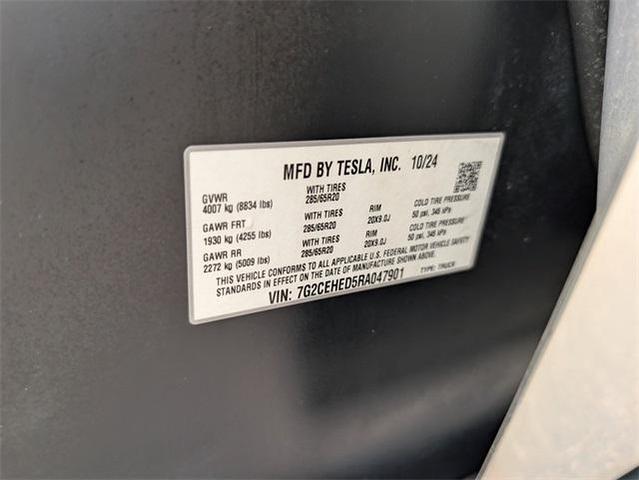 MFD BY TESLA, INC. 10/24
GVWR WITH TIRES
4007 kg (8834 lbs) 285/65R20 RIM COLD TIRE PRESSURE
GAWR FRT WITH TIRES 20X9.0J 50 psi, 345 kPa
1930 kg (4255 lbs) 285/65R20 RIM COLD TIRE PRESSURE
GAWR RR WITH TIRES 20X9.0J 50 psi, 345 kPa
2272 kg (5009 lbs) 285/65R20
THIS VEHICLE CONFORMS TO ALL APPLICABLE U.S. FEDERAL MOTOR VEHICLE SAFETY
STANDARDS IN EFFECT ON THE DATE OF MANUFACTURE SHOWN ABOVE.
VIN: 7G2CEHED5RA047901 TYPE: TRUCK